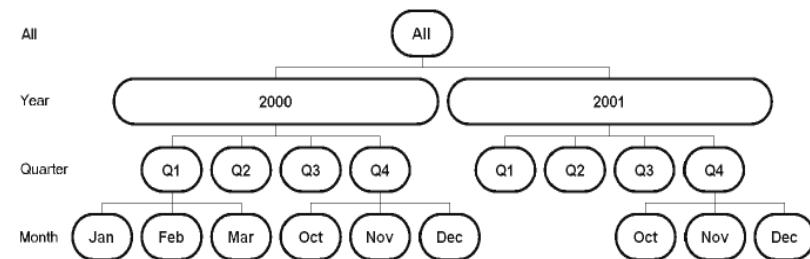 All All
Year 2000 2001
Quarter Q1 Q2 Q3 Q4 Q1 Q2 Q3 Q4
Month Jan Feb Mar Oct Nov Dec Oct Nov Dec